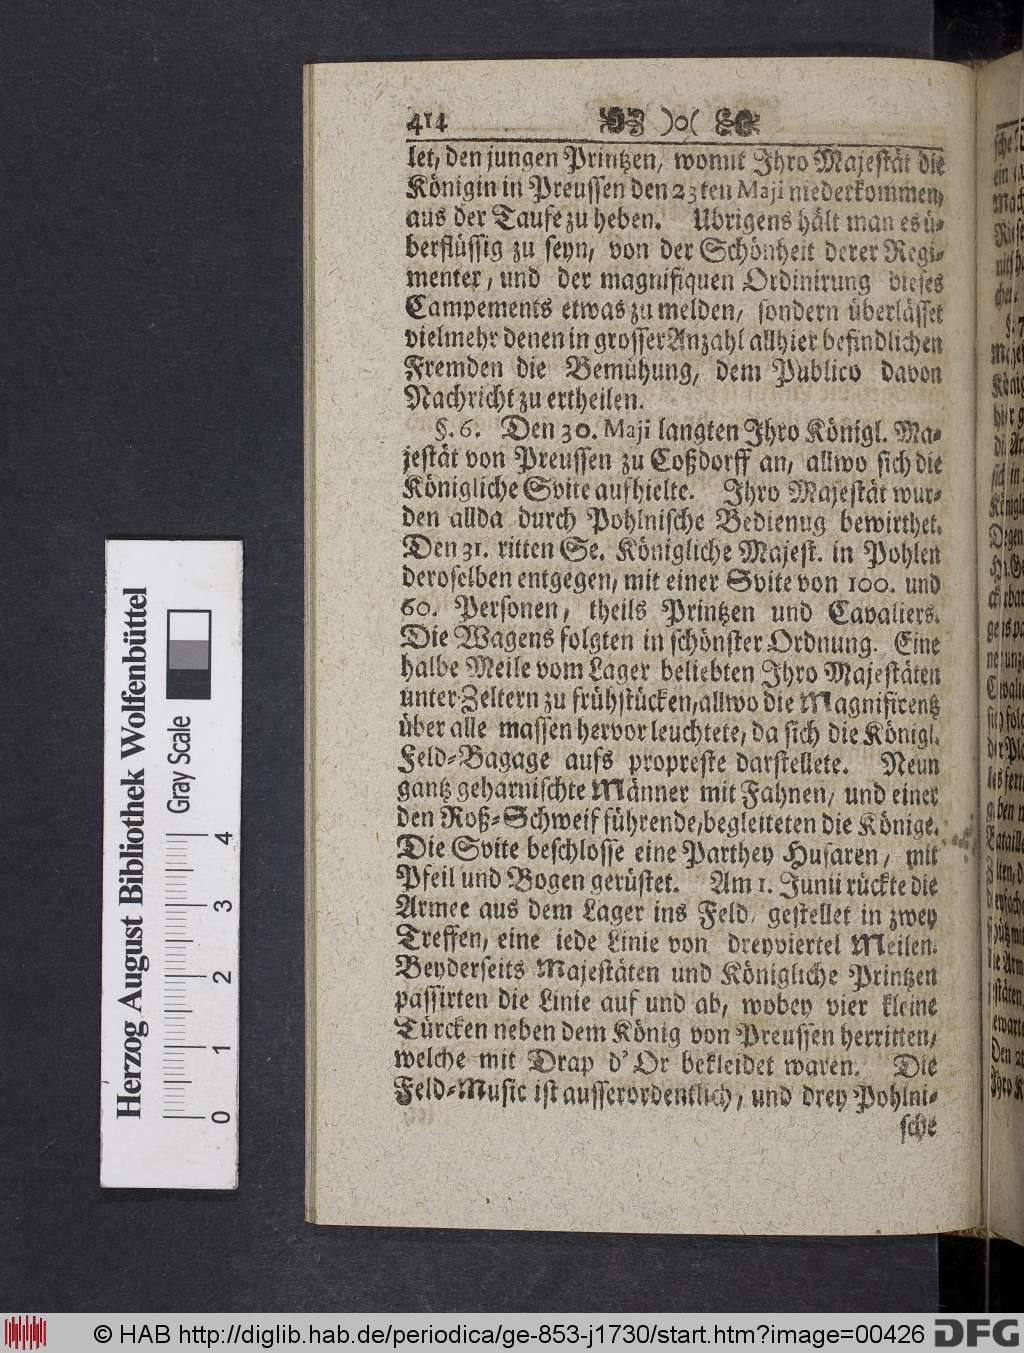 414 )o(
let, den jungen Printzen, womit Ihro Majestät die
Königin in Preussen den 23ten Maji niederkommen,
aus der Taufe zu heben. Ubrigens hält man es ü-
berflüssig zu seyn, von der Schönheit derer Regi-
menter, und der magnifiquen Ordinirung dieses
Campements etwas zu melden, sondern überlässet
vielmehr denen in grosser Anzahl allhier befindlichen
Fremden die Bemühung, dem Publico davon
Nachricht zu ertheilen.
§. 6. Den 30. Maji langten Ihro Königl. Ma-
jestät von Preussen zu Coßdorff an, allwo sich die
Königliche Svite aufhielte. Ihro Majestät wur-
den allda durch Pohlnische Bedienug bewirthet.
Den 31. ritten Se. Königliche Majest. in Pohlen
deroselben entgegen, mit einer Svite von 100. und
60. Personen, theils Printzen und Cavaliers.
Die Wagens folgten in schönster Ordnung. Eine
halbe Meile vom Lager beliebten Ihro Majestäten
unter Zeltern zu frühstücken, allwo die Magnificentz
über alle massen hervor leuchtete, da sich die Königl.
Feld-Bagage aufs propreste darstellete. Neun
gantz geharnischte Männer mit Fahnen, und einer
den Roß-Schweif führende, begleiteten die Könige.
Die Svite beschlosse eine Parthey Husaren, mit
Pfeil und Bogen gerüstet. Am 1. Junii rückte die
Armee aus dem Lager ins Feld, gestellet in zwey
Treffen, eine jede Linie von dreyviertel Meilen.
Beyderseits Majestäten und Königliche Printzen
passirten die Linie auf und ab, wobey vier kleine
Türcken neben dem König von Preussen herritten,
welche mit Drap d'Or bekleidet waren. Die
Feld-Music ist ausserordentlich, und drey Pohlni-
sche
Herzog August Bibliothek Wolfenbüttel
Gray Scale
0 1 2 3 4
© HAB http://diglib.hab.de/periodica/ge-853-j1730/start.htm?image=00426 DFG